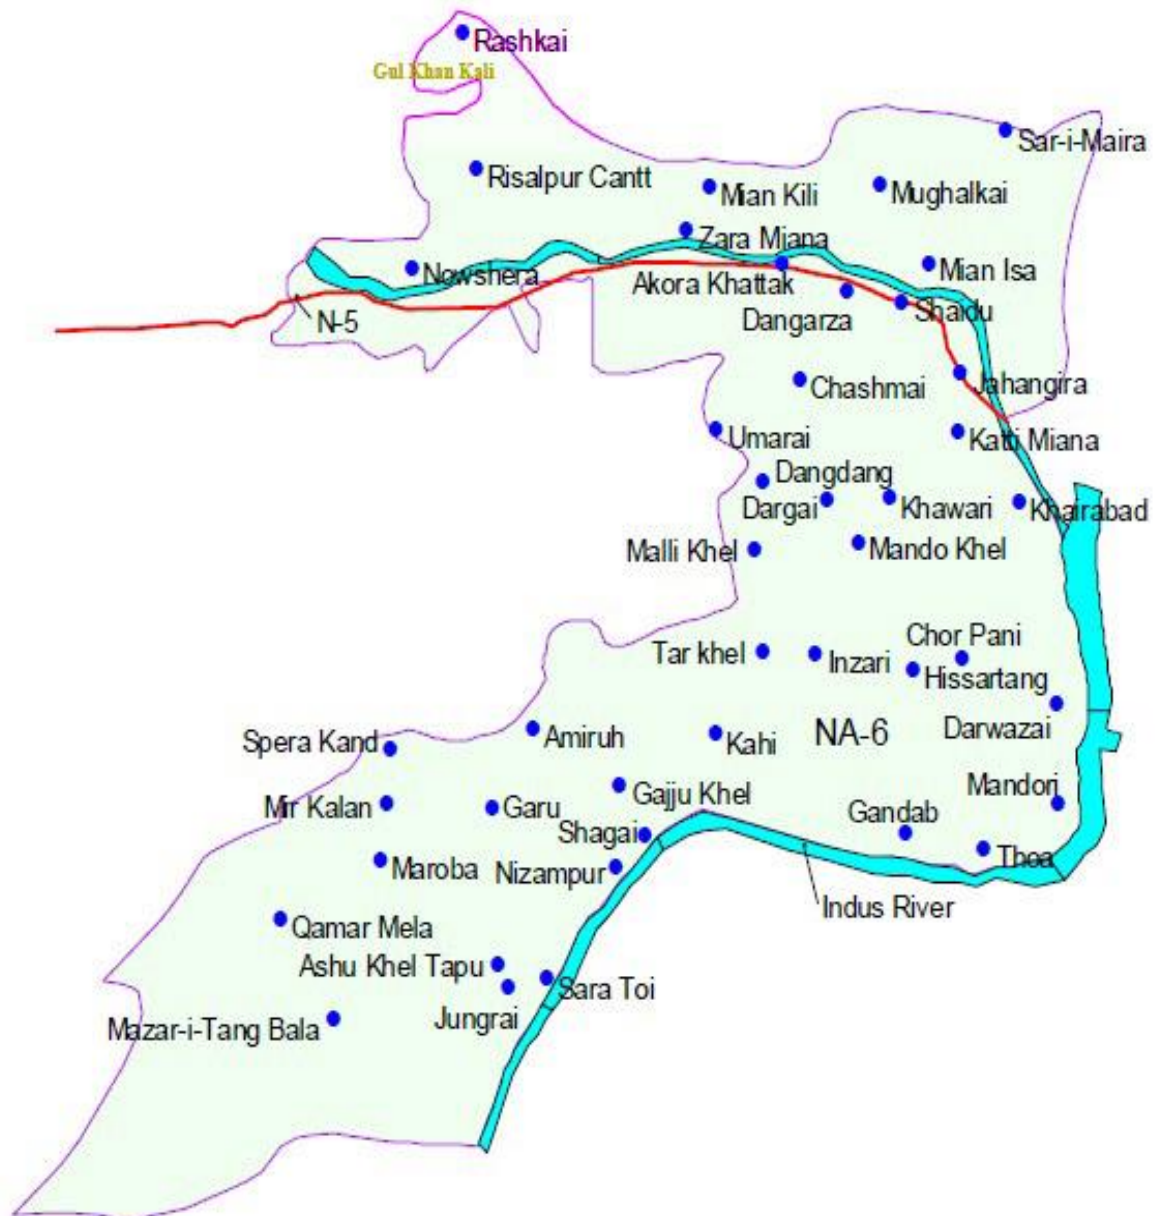 Rashkai
Gul Khan Kali
Sar-i-Maira
Risalpur Cantt
Mian Kili
Mughalkai
Zara Miana
Nowshera
Akora Khattak
Mian Isa
N-5
Dangarza
Shaidu
Chashmai
Jahangira
Umarai
Katti Miana
Dangdang
Dargai
Khawari
Khairabad
Malli Khel
Mando Khel
Chor Pani
Tar khel
Inzari
Hissartang
Darwazai
Spera Kand
Amiruh
Kahi
NA-6
Mandori
Mir Kalan
Garu
Gajju Khel
Gandab
Shagai
Thoa
Maroba
Nizampur
Indus River
Qamar Mela
Ashu Khel Tapu
Sara Toi
Jungrai
Mazar-i-Tang Bala